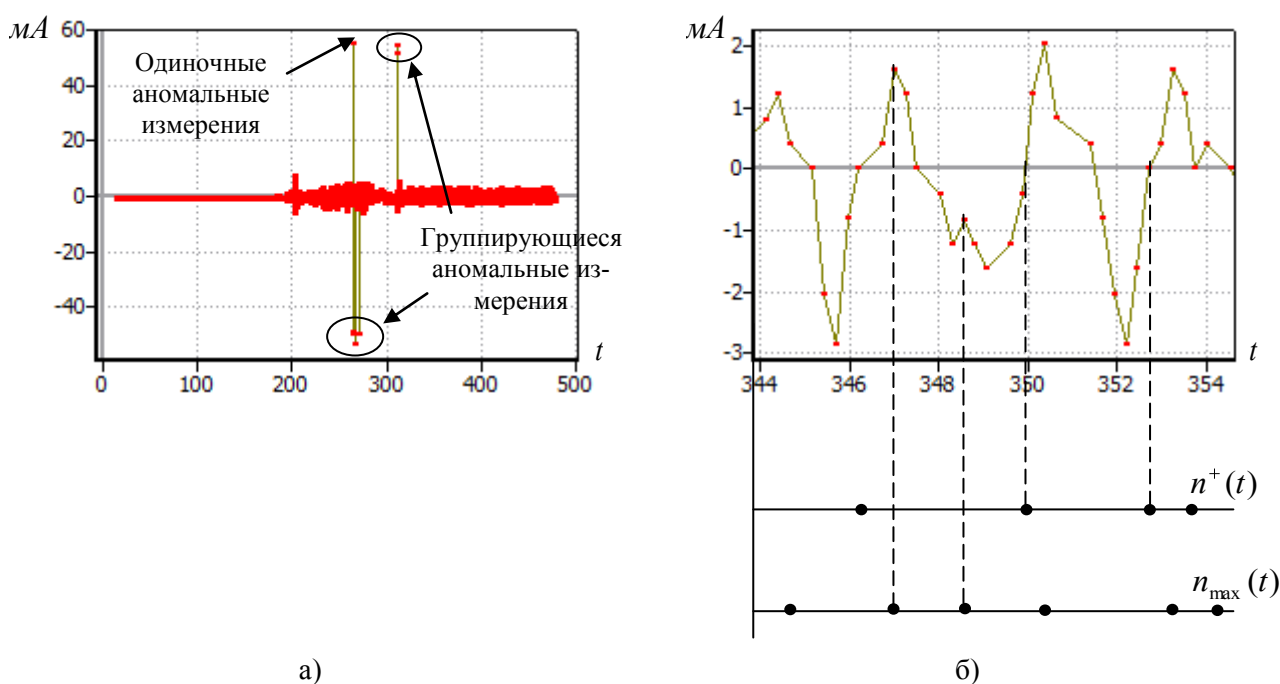 мА
60
40
20
0
-20
-40
0 100 200 300 400 500
t
Одиночные
аномальные
измерения
Группирующиеся
аномальные из-
мерения
а)
мА
2
1
0
-1
-2
-3
344 346 348 350 352 354
t
n⁺(t)
n_max(t)
б)